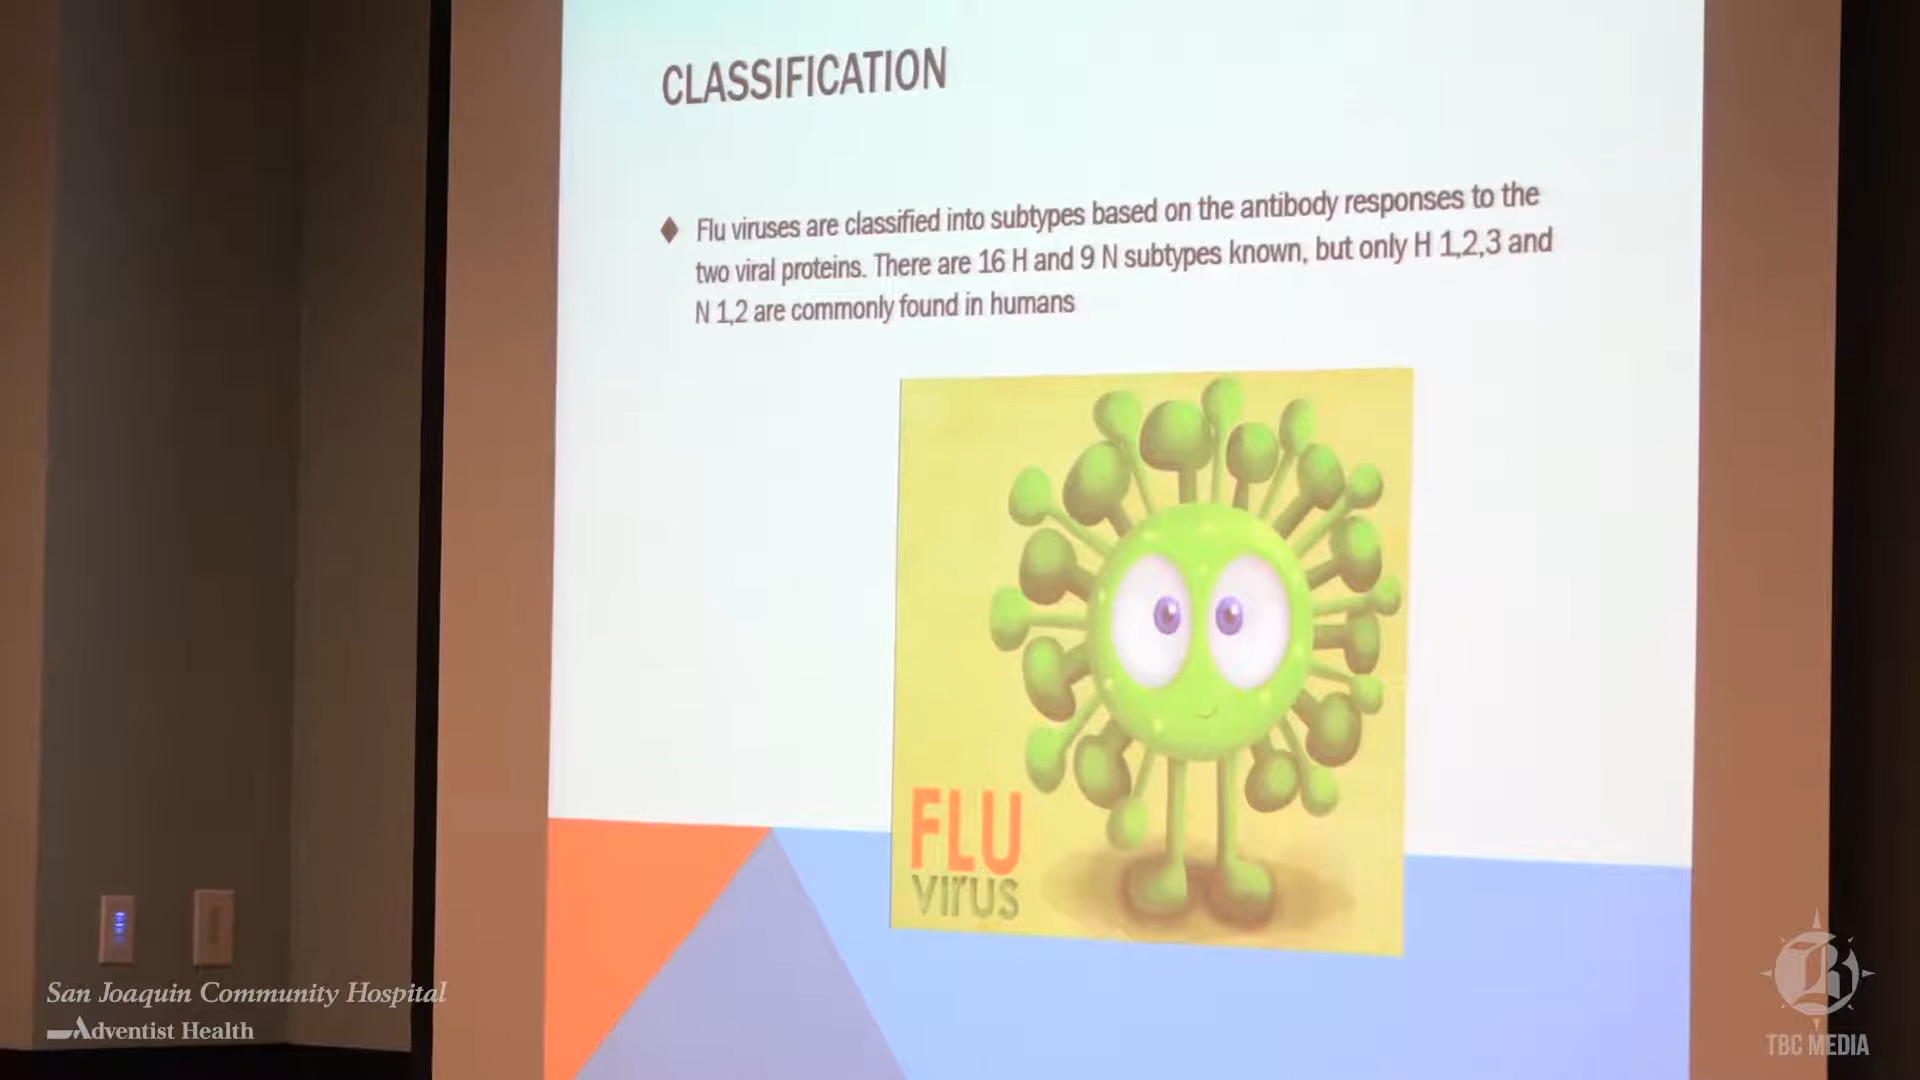 CLASSIFICATION
Flu viruses are classified into subtypes based on the antibody responses to the
two viral proteins. There are 16 H and 9 N subtypes known, but only H 1,2,3 and
N 1,2 are commonly found in humans
FLU
VIrUS
San Joaquin Community Hospital
Adventist Health
TBC MEDIA